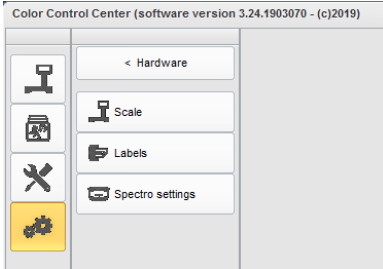 Color Control Center (software version 3.24.1903070 - (c)2019)
< Hardware
Scale
Labels
Spectro settings